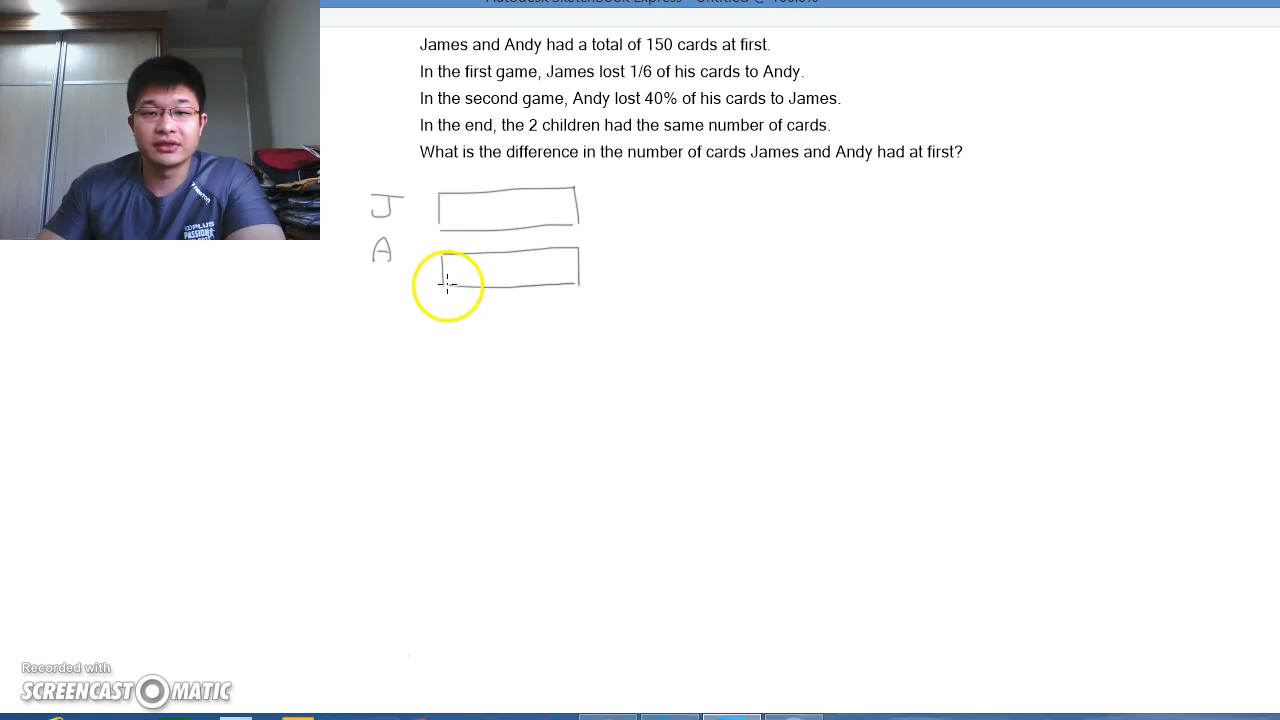 James and Andy had a total of 150 cards at first.
In the first game, James lost 1/6 of his cards to Andy.
In the second game, Andy lost 40% of his cards to James.
In the end, the 2 children had the same number of cards.
What is the difference in the number of cards James and Andy had at first?
J
A
100PLUS
PASSION
Recorded with
SCREENCAST MATIC